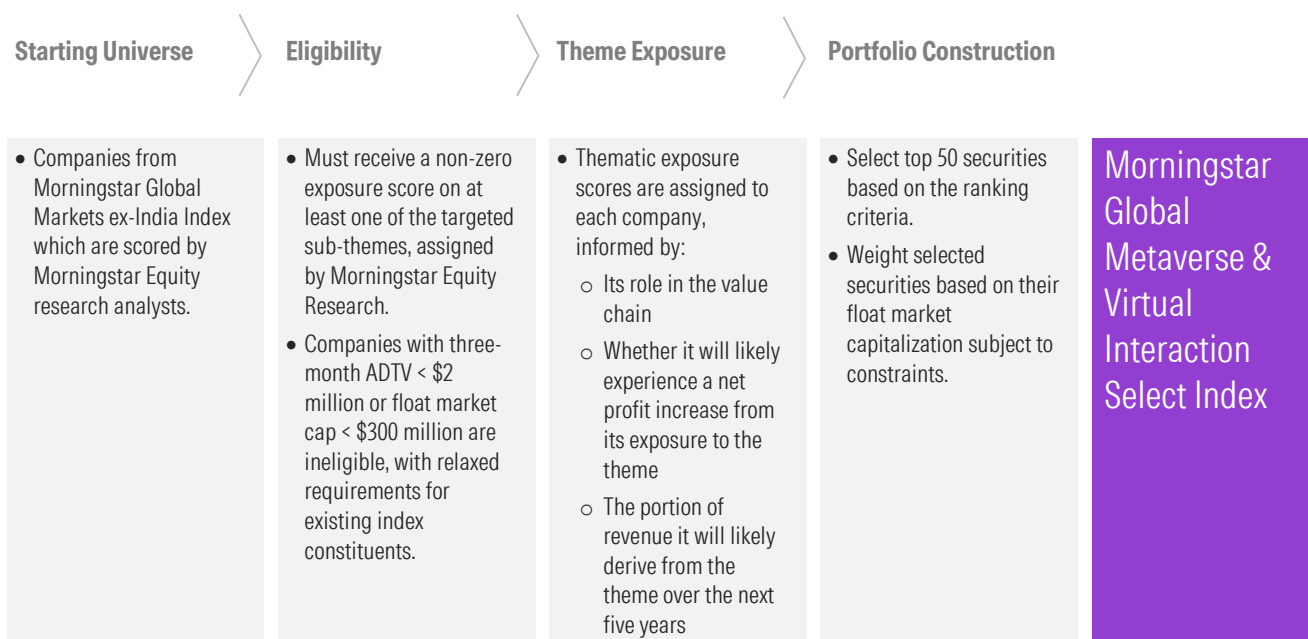 Starting Universe
Eligibility
Theme Exposure
Portfolio Construction
• Companies from
Morningstar Global
Markets ex-India Index
which are scored by
Morningstar Equity
research analysts.
• Must receive a non-zero
exposure score on at
least one of the targeted
sub-themes, assigned
by Morningstar Equity
Research.
• Companies with three-
month ADTV < $2
million or float market
cap < $300 million are
ineligible, with relaxed
requirements for
existing index
constituents.
• Thematic exposure
scores are assigned to
each company,
informed by:
o Its role in the value
chain
o Whether it will likely
experience a net
profit increase from
its exposure to the
theme
o The portion of
revenue it will likely
derive from the
theme over the next
five years
• Select top 50 securities
based on the ranking
criteria.
• Weight selected
securities based on their
float market
capitalization subject to
constraints.
Morningstar
Global
Metaverse &
Virtual
Interaction
Select Index